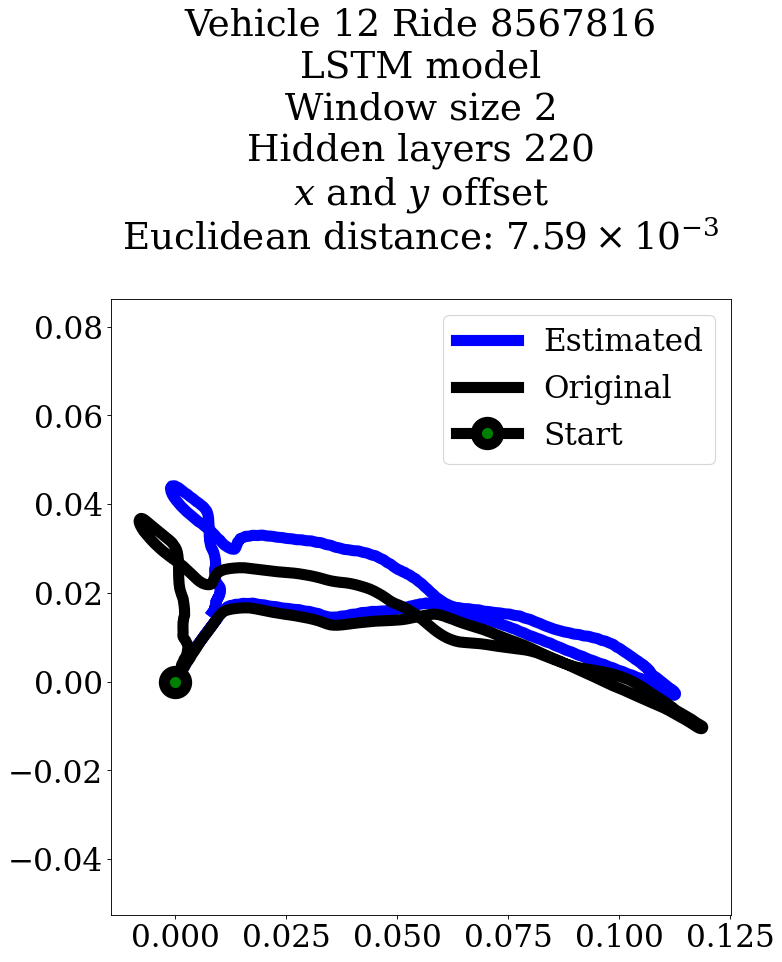 Vehicle 12 Ride 8567816
LSTM model
Window size 2
Hidden layers 220
x and y offset
Euclidean distance: 7.59 × 10⁻³
0.08
0.06
0.04
0.02
0.00
−0.02
−0.04
Estimated
Original
Start
0.000 0.025 0.050 0.075 0.100 0.125